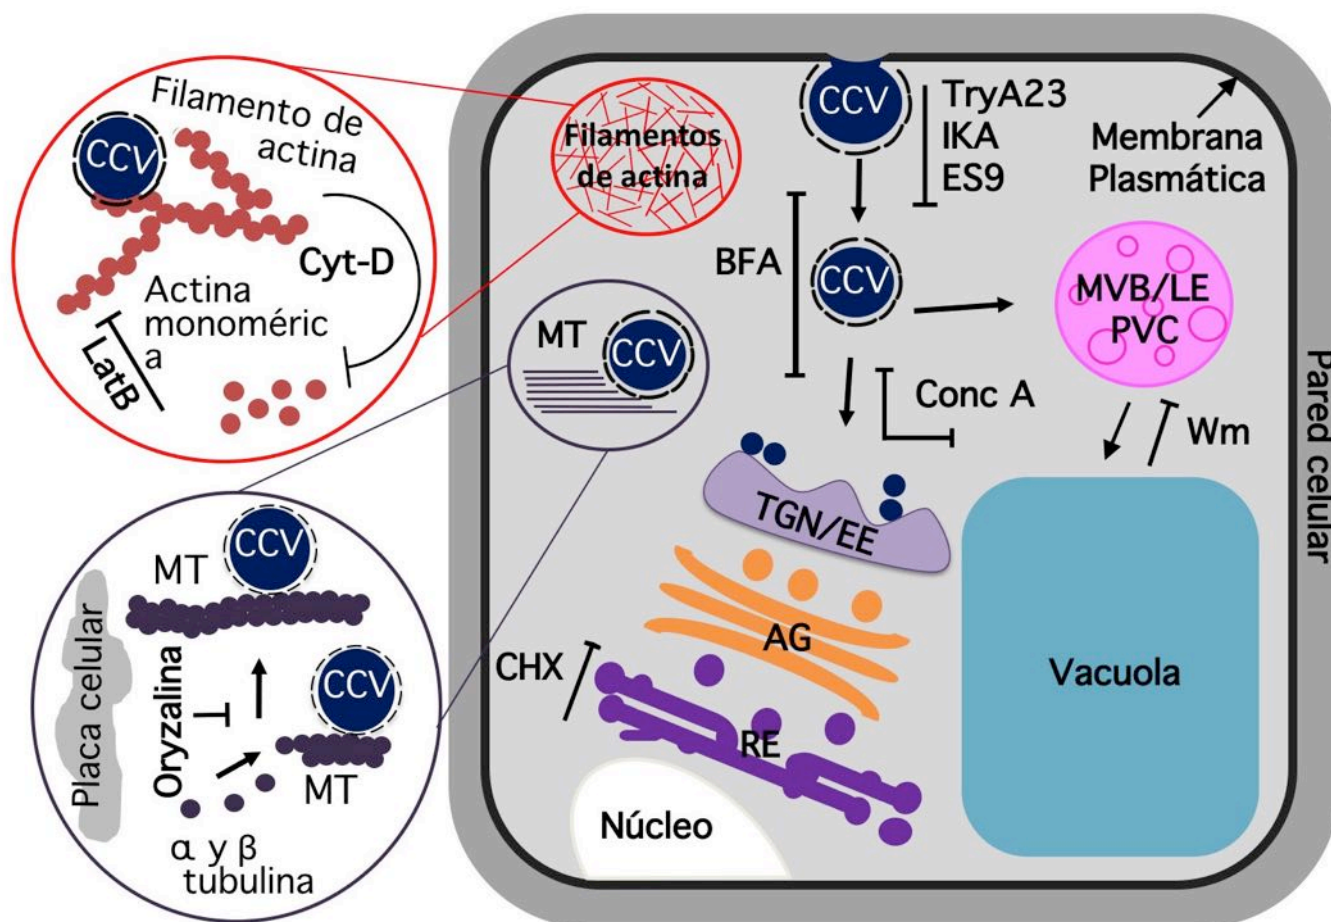 Filamento de
actina
CCV
Cyt-D
Actina
monoméric
a
LatB
Filamentos
de actina
MT
CCV
CCV
MT
Placa celular
Oryzalina
CCV
MT
α y β
tubulina
CCV
TryA23
IKA
ES9
Membrana
Plasmática
BFA
CCV
MVB/LE
PVC
Conc A
Wm
TGN/EE
AG
CHX
RE
Núcleo
Vacuola
Pared celular